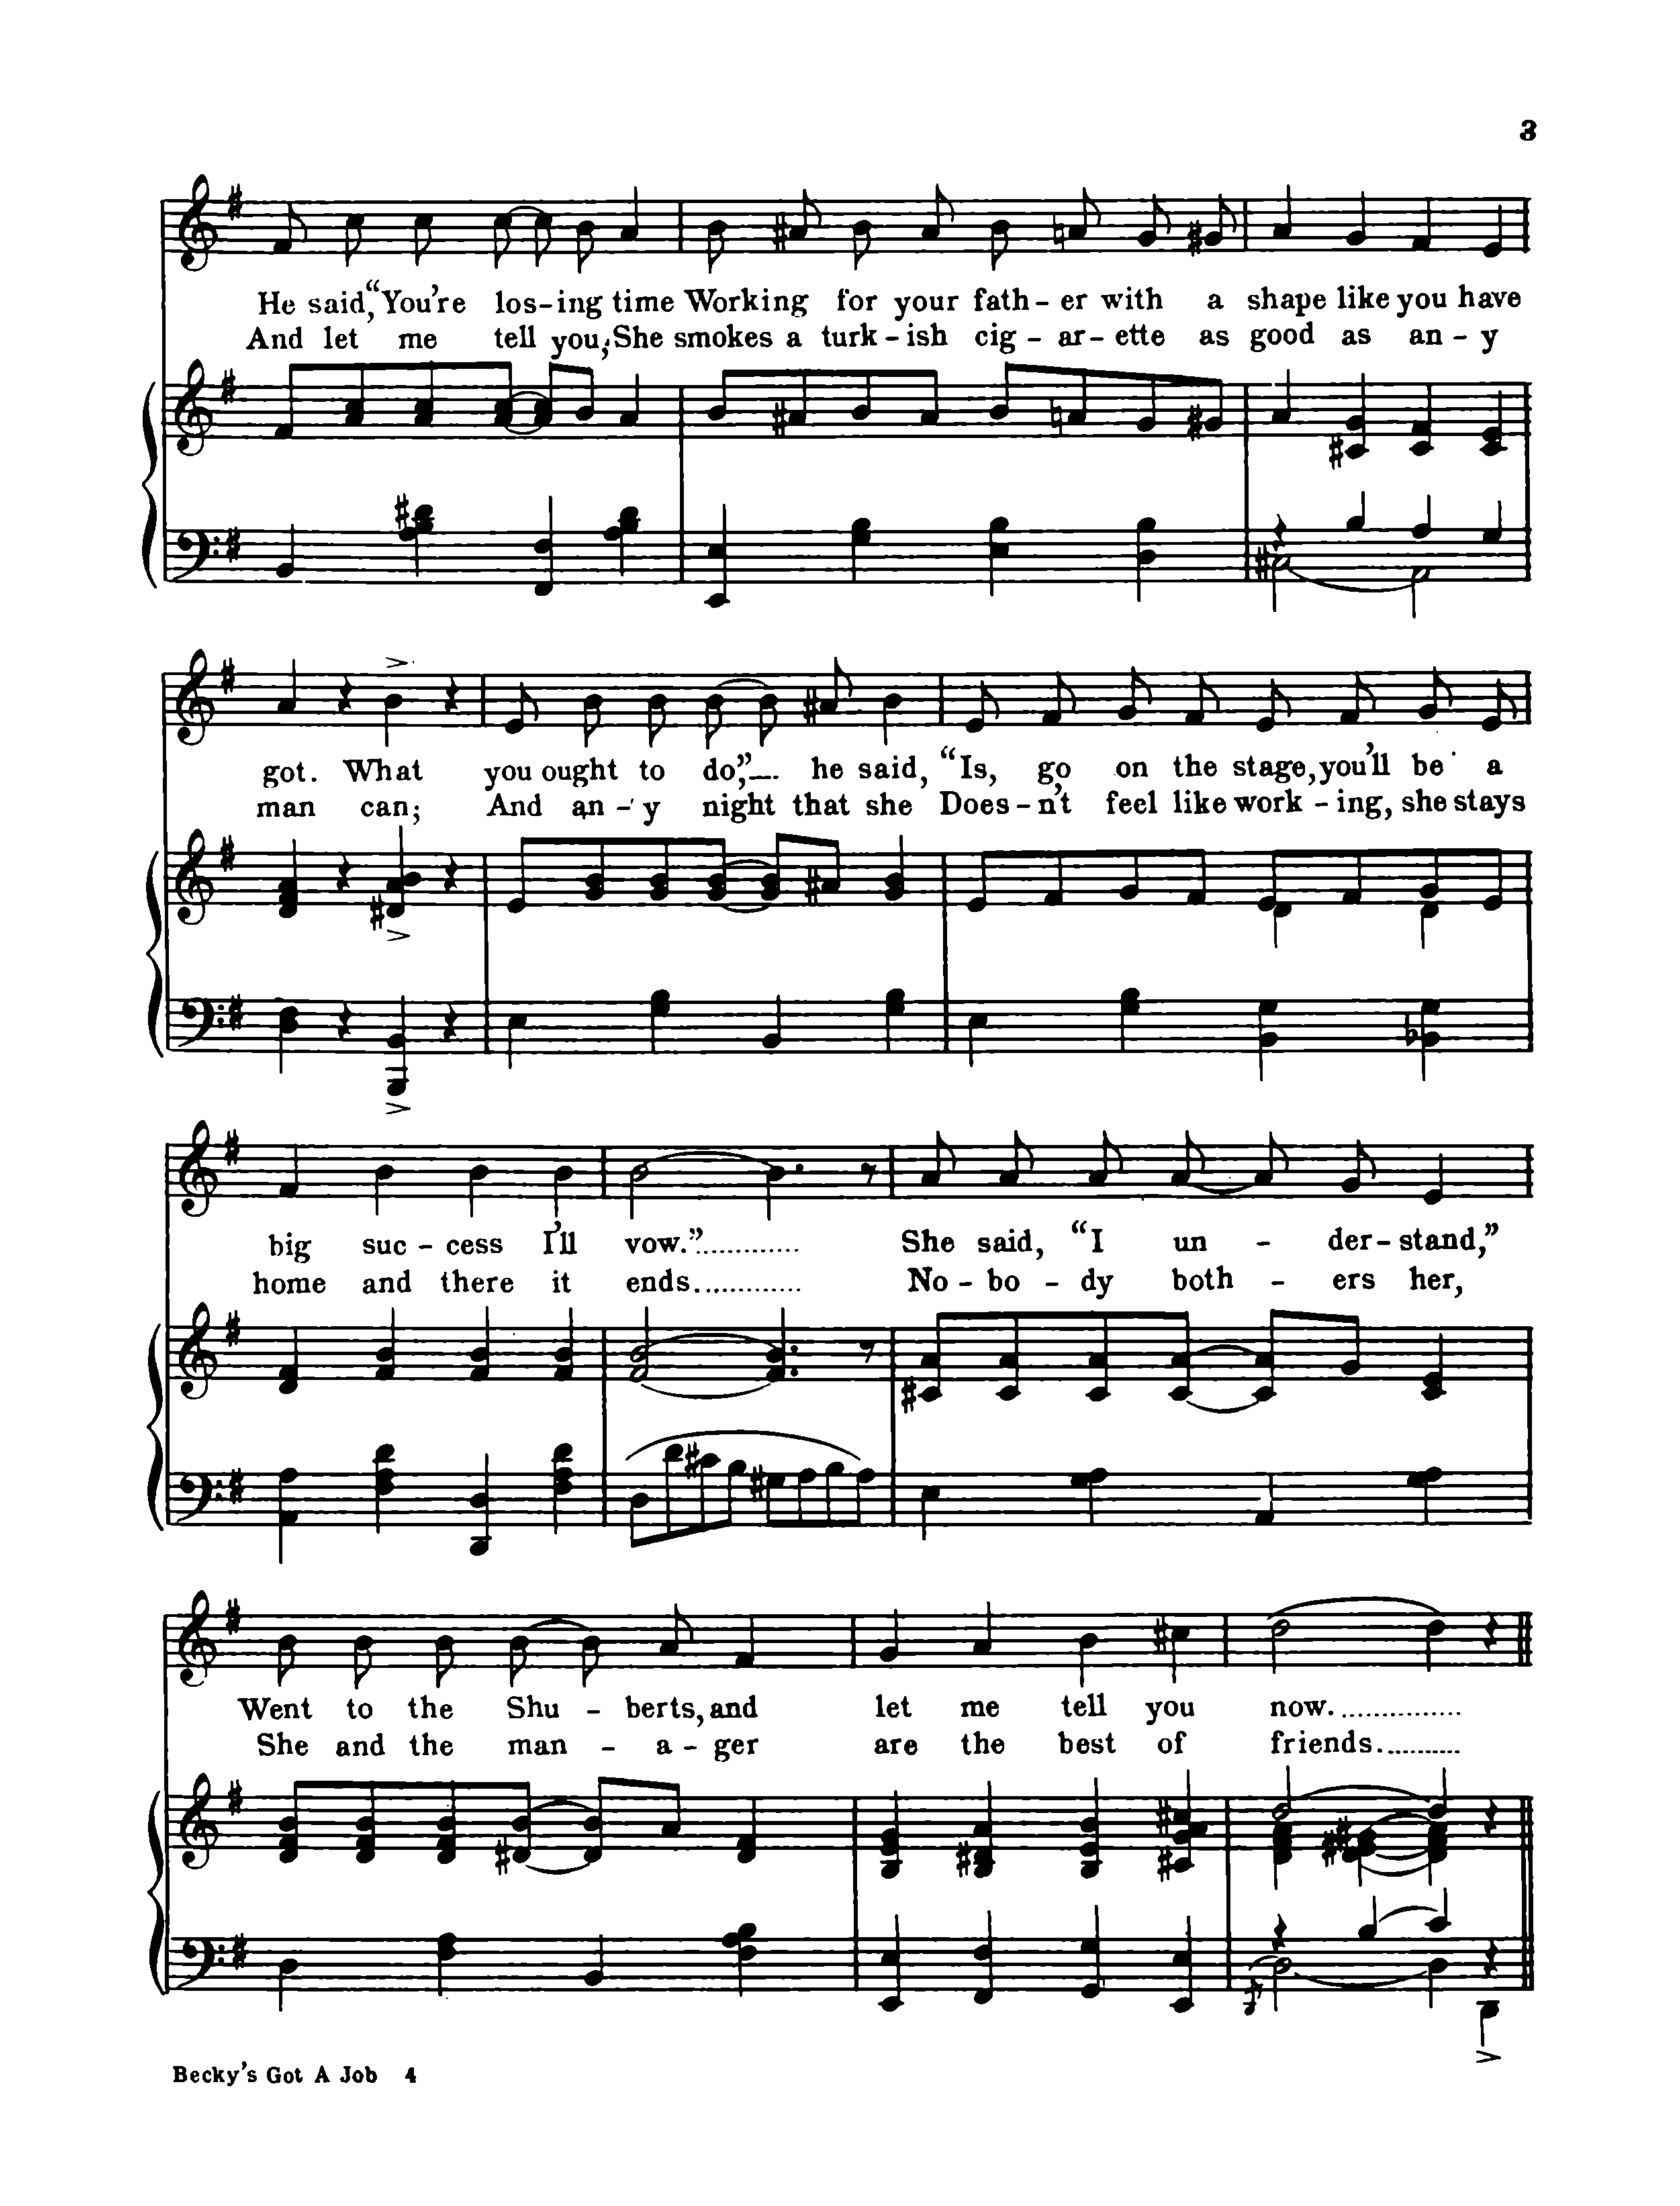 3
He said, “You’re los-ing time Working for your fath-er with a shape like you have
And let me tell you; She smokes a turk-ish cig-ar-ette as good as an-y
got. What you ought to do,”_ he said, “Is, go on the stage, you’ll be a
man can; And an-y night that she Does-n’t feel like work-ing, she stays
big suc-cess I’ll vow.”............. She said, “I un-der-stand,”
home and there it ends............. No-bo-dy both-ers her,
Went to the Shu-berts, and let me tell you now................
She and the man-a-ger are the best of friends...........
Becky’s Got A Job 4